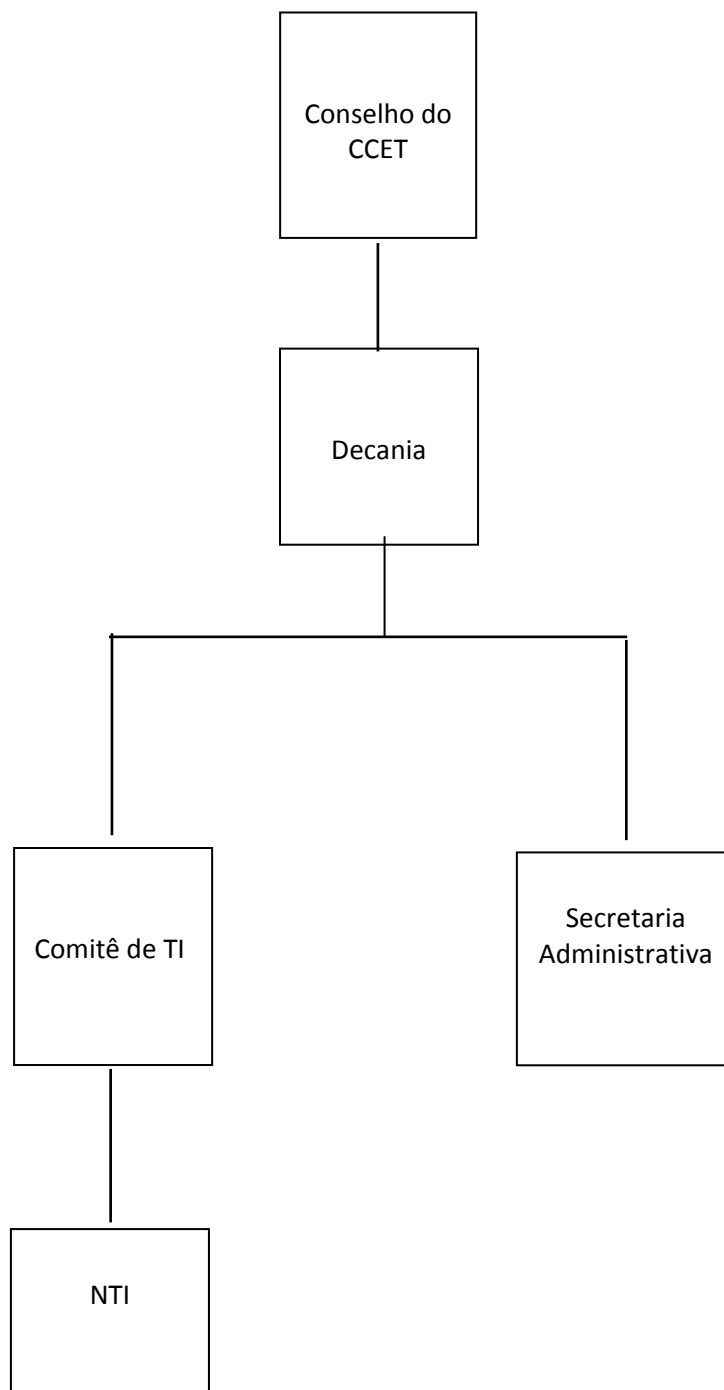 Conselho do
CCET
Decania
Comitê de TI
Secretaria
Administrativa
NTI